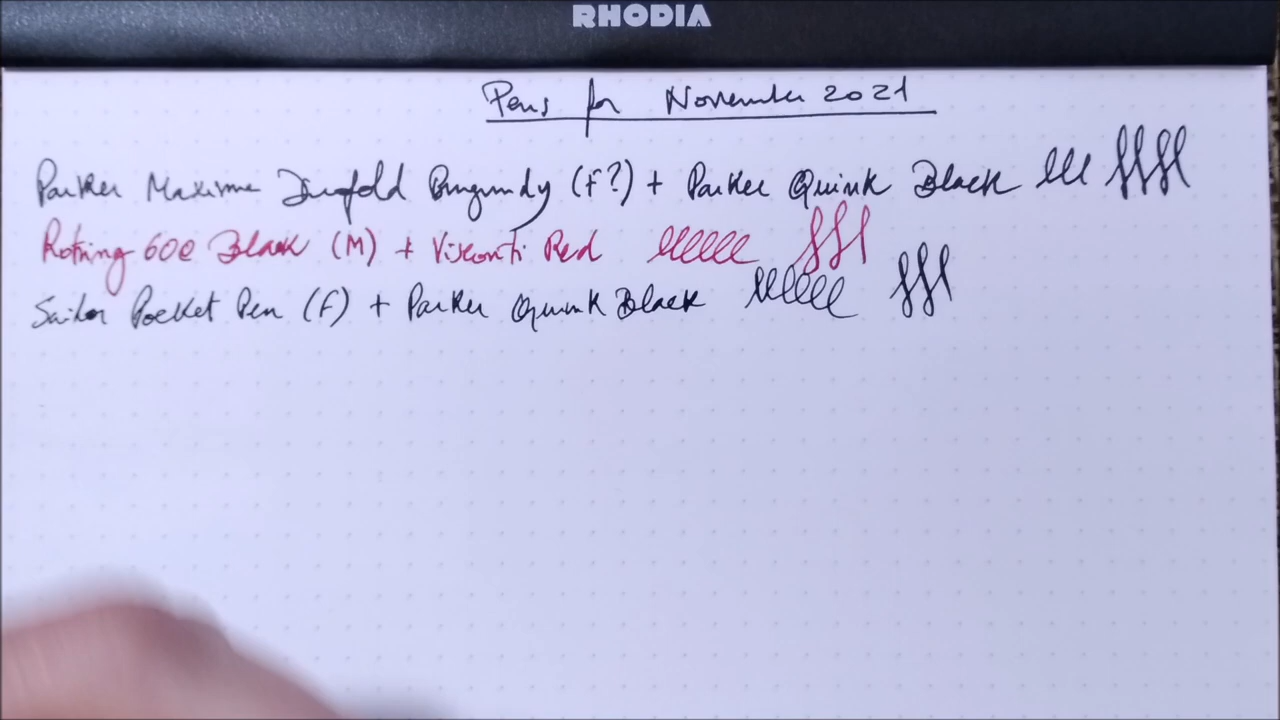 RHODIA
Pens for November 2021
Parker Maxima Duofold Burgundy (F?) + Parker Quink Black
Rotring 600 Black (M) + Visconti Red
Sailor Pocket Pen (F) + Parker Quink Black